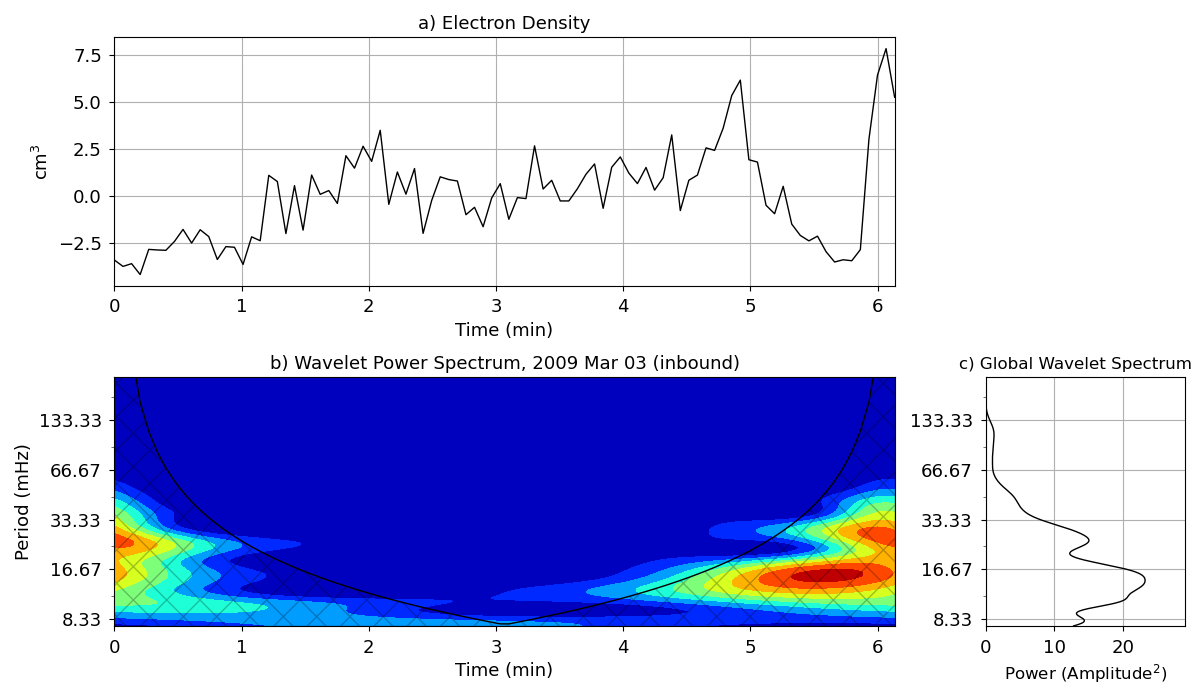 a) Electron Density
7.5
5.0
2.5
0.0
−2.5
cm³
0 1 2 3 4 5 6
Time (min)
b) Wavelet Power Spectrum, 2009 Mar 03 (inbound)
133.33
66.67
33.33
16.67
8.33
Period (mHz)
0 1 2 3 4 5 6
Time (min)
c) Global Wavelet Spectrum
133.33
66.67
33.33
16.67
8.33
0 10 20
Power (Amplitude²)